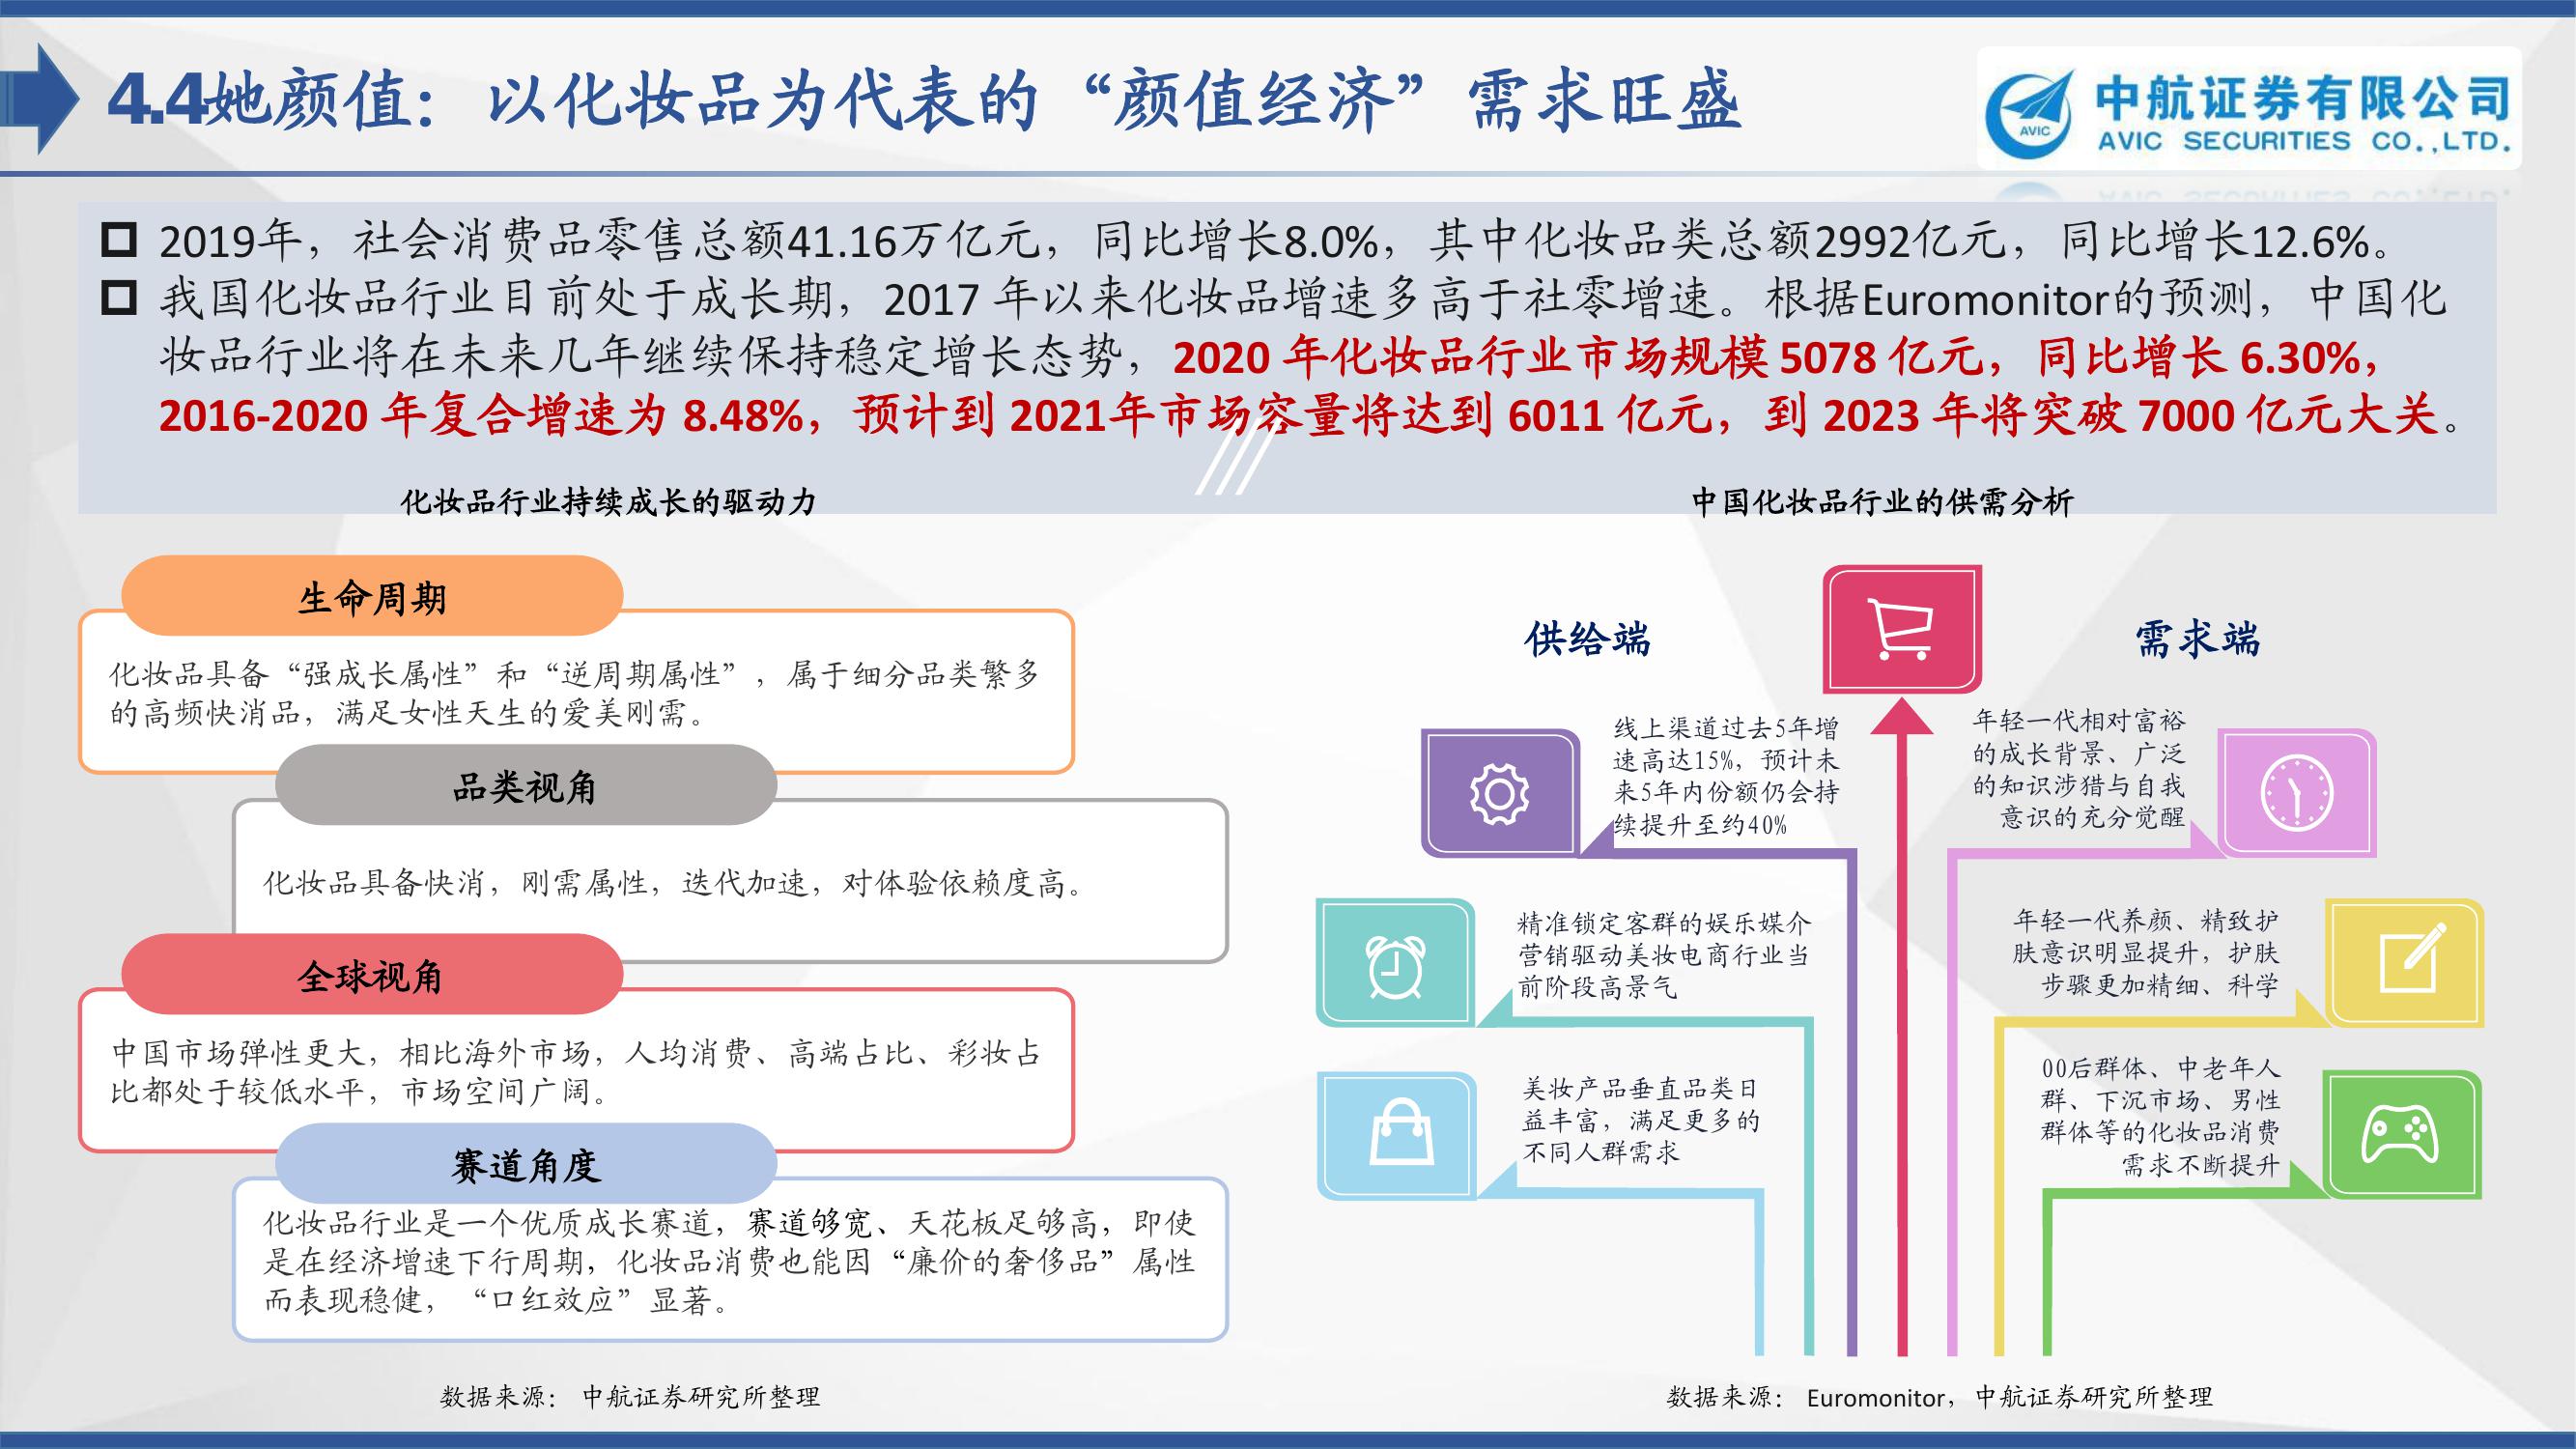 4.4她颜值：以化妆品为代表的“颜值经济”需求旺盛
AVIC
中航证券有限公司
AVIC SECURITIES CO.,LTD.
2019年，社会消费品零售总额41.16万亿元，同比增长8.0%，其中化妆品类总额2992亿元，同比增长12.6%。
我国化妆品行业目前处于成长期，2017 年以来化妆品增速多高于社零增速。根据Euromonitor的预测，中国化
妆品行业将在未来几年继续保持稳定增长态势，2020 年化妆品行业市场规模 5078 亿元，同比增长 6.30%，
2016-2020 年复合增速为 8.48%，预计到 2021年市场容量将达到 6011 亿元，到 2023 年将突破 7000 亿元大关。
化妆品行业持续成长的驱动力
生命周期
化妆品具备“强成长属性”和“逆周期属性”，属于细分品类繁多
的高频快消品，满足女性天生的爱美刚需。
品类视角
化妆品具备快消，刚需属性，迭代加速，对体验依赖度高。
全球视角
中国市场弹性更大，相比海外市场，人均消费、高端占比、彩妆占
比都处于较低水平，市场空间广阔。
赛道角度
化妆品行业是一个优质成长赛道，赛道够宽、天花板足够高，即使
是在经济增速下行周期，化妆品消费也能因“廉价的奢侈品”属性
而表现稳健，“口红效应”显著。
数据来源： 中航证券研究所整理
中国化妆品行业的供需分析
供给端
线上渠道过去5年增
速高达15%，预计未
来5年内份额仍会持
续提升至约40%
精准锁定客群的娱乐媒介
营销驱动美妆电商行业当
前阶段高景气
美妆产品垂直品类日
益丰富，满足更多的
不同人群需求
需求端
年轻一代相对富裕
的成长背景、广泛
的知识涉猎与自我
意识的充分觉醒
年轻一代养颜、精致护
肤意识明显提升，护肤
步骤更加精细、科学
00后群体、中老年人
群、下沉市场、男性
群体等的化妆品消费
需求不断提升
数据来源： Euromonitor，中航证券研究所整理